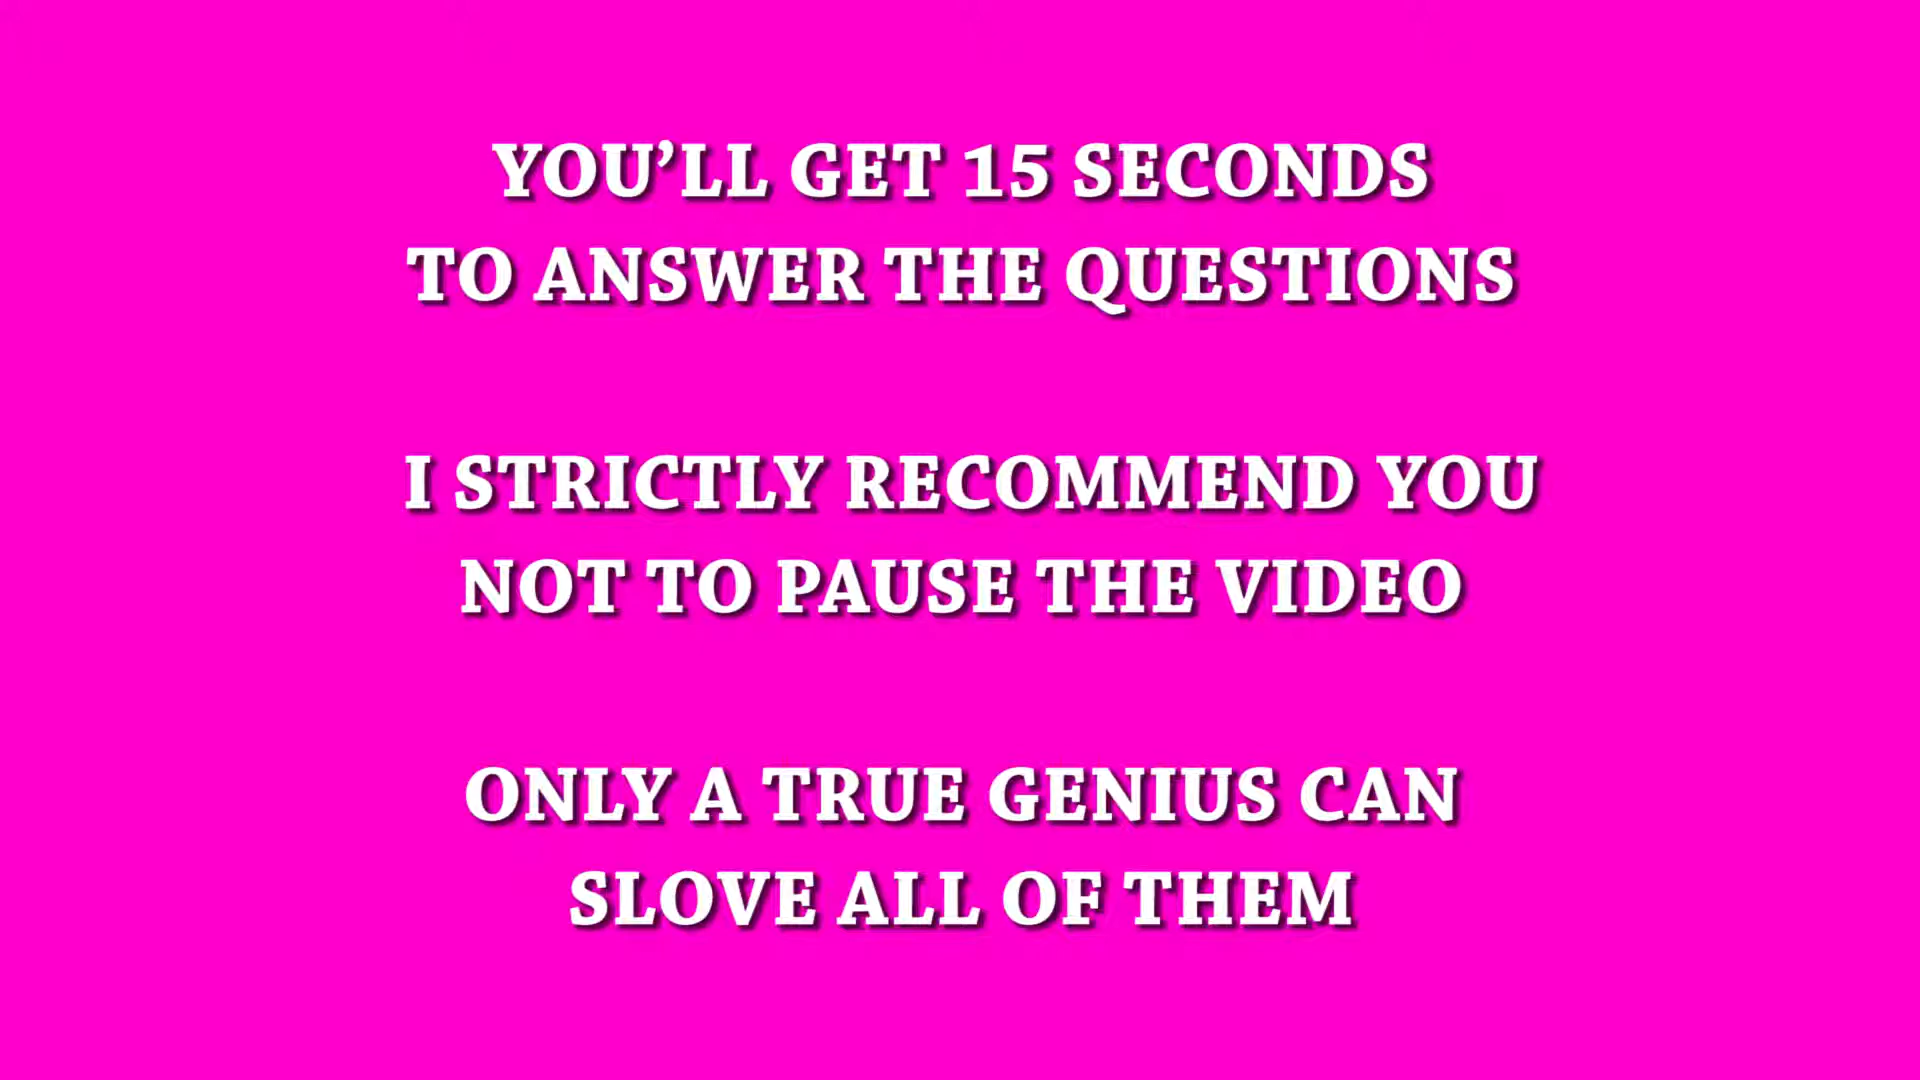 YOU’LL GET 15 SECONDS
TO ANSWER THE QUESTIONS
I STRICTLY RECOMMEND YOU
NOT TO PAUSE THE VIDEO
ONLY A TRUE GENIUS CAN
SLOVE ALL OF THEM